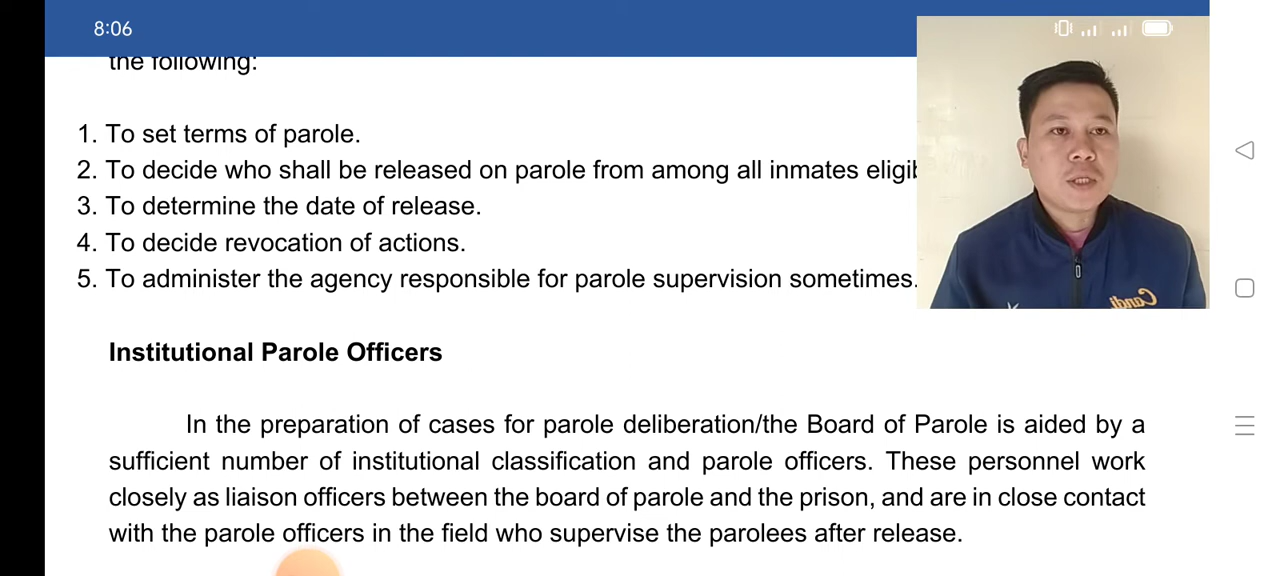 8:06
the following:
1. To set terms of parole.
2. To decide who shall be released on parole from among all inmates
3. To determine the date of release.
4. To decide revocation of actions.
5. To administer the agency responsible for parole supervision sometimes.
Institutional Parole Officers
In the preparation of cases for parole deliberation/the Board of Parole is aided by a
sufficient number of institutional classification and parole officers. These personnel work
closely as liaison officers between the board of parole and the prison, and are in close contact
with the parole officers in the field who supervise the parolees after release.
Candi